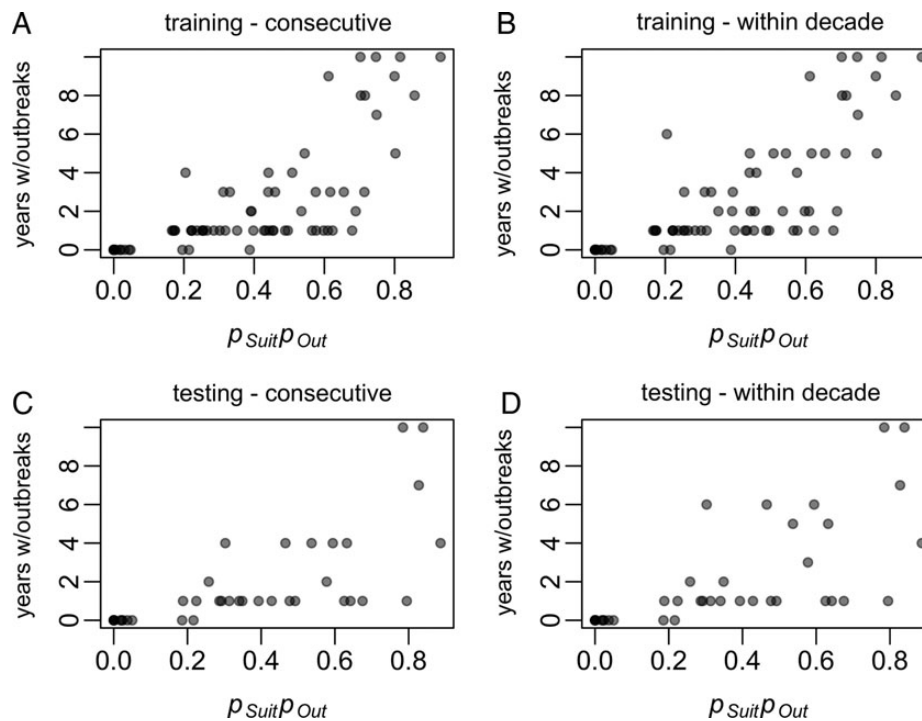 A training - consecutive
years w/outbreaks
0 2 4 6 8
0.0 0.2 0.4 0.6 0.8
pSuitpOut
B training - within decade
years w/outbreaks
0 2 4 6 8
0.0 0.2 0.4 0.6 0.8
pSuitpOut
C testing - consecutive
years w/outbreaks
0 2 4 6 8
0.0 0.2 0.4 0.6 0.8
pSuitpOut
D testing - within decade
years w/outbreaks
0 2 4 6 8
0.0 0.2 0.4 0.6 0.8
pSuitpOut